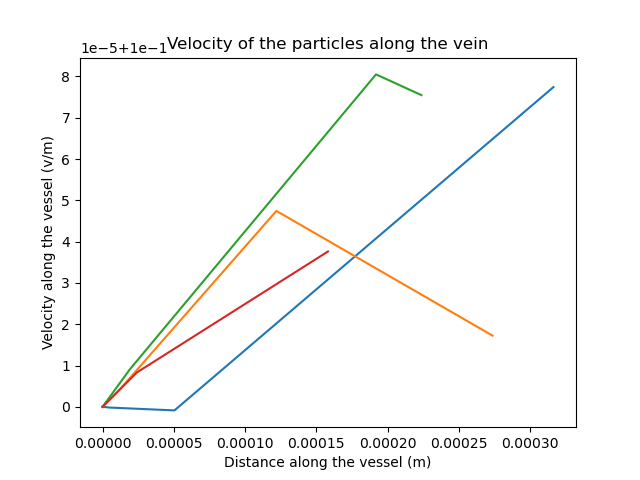 1e−5+1e−1
Velocity of the particles along the vein
8
7
6
5
4
3
2
1
0
Velocity along the vessel (v/m)
0.00000 0.00005 0.00010 0.00015 0.00020 0.00025 0.00030
Distance along the vessel (m)